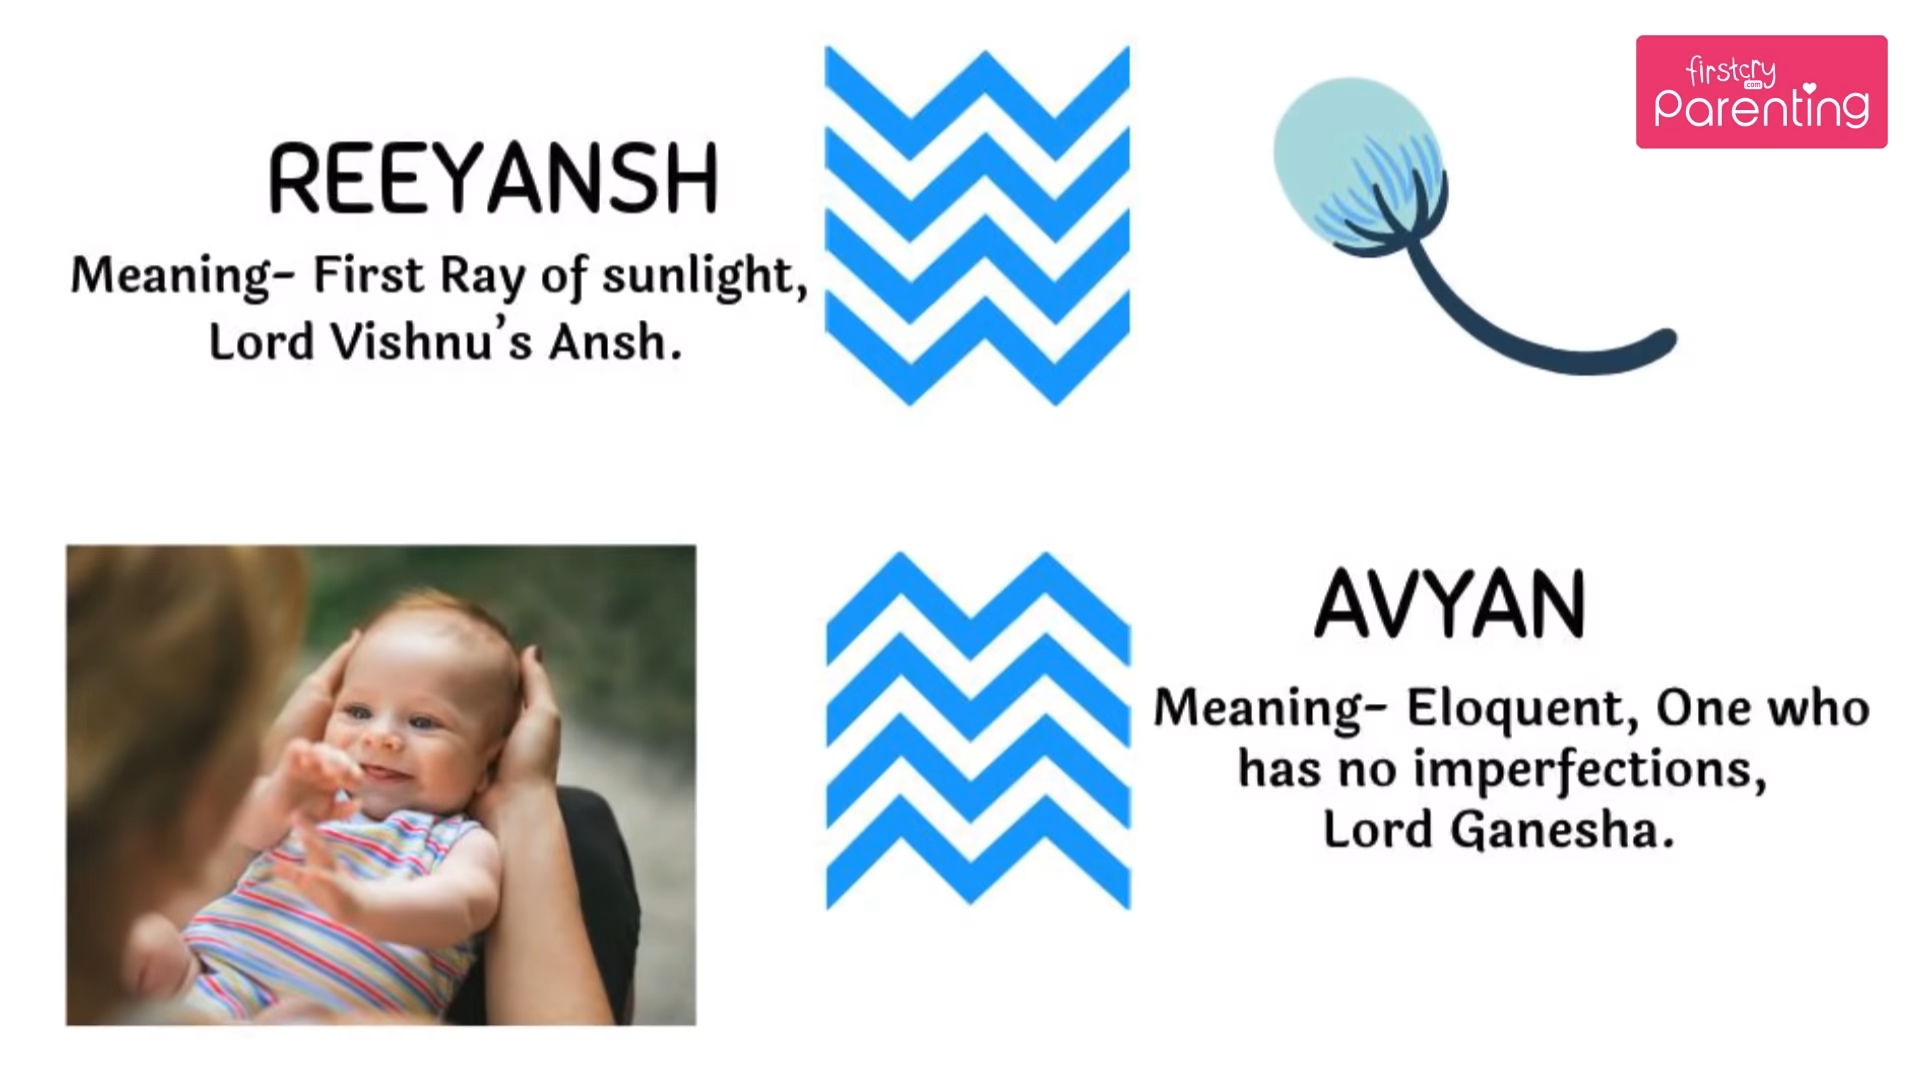 firstcry
.com
Parenting
REEYANSH
Meaning- First Ray of sunlight,
Lord Vishnu's Ansh.
AVYAN
Meaning- Eloquent, One who
has no imperfections,
Lord Ganesha.